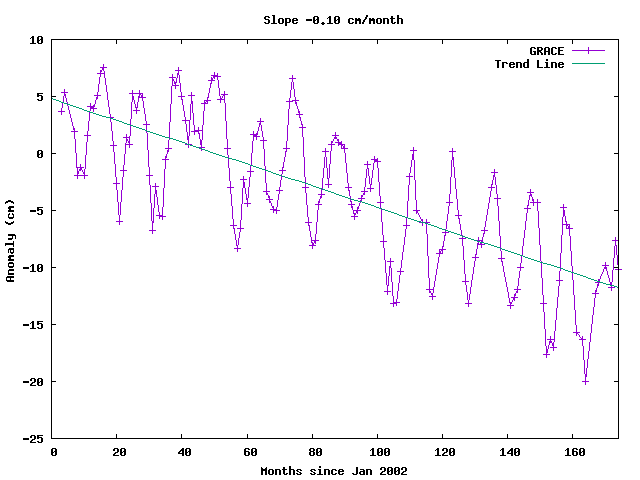 Slope -0.10 cm/month
GRACE
Trend Line
10
5
0
-5
-10
-15
-20
-25
Anomaly (cm)
0 20 40 60 80 100 120 140 160
Months since Jan 2002